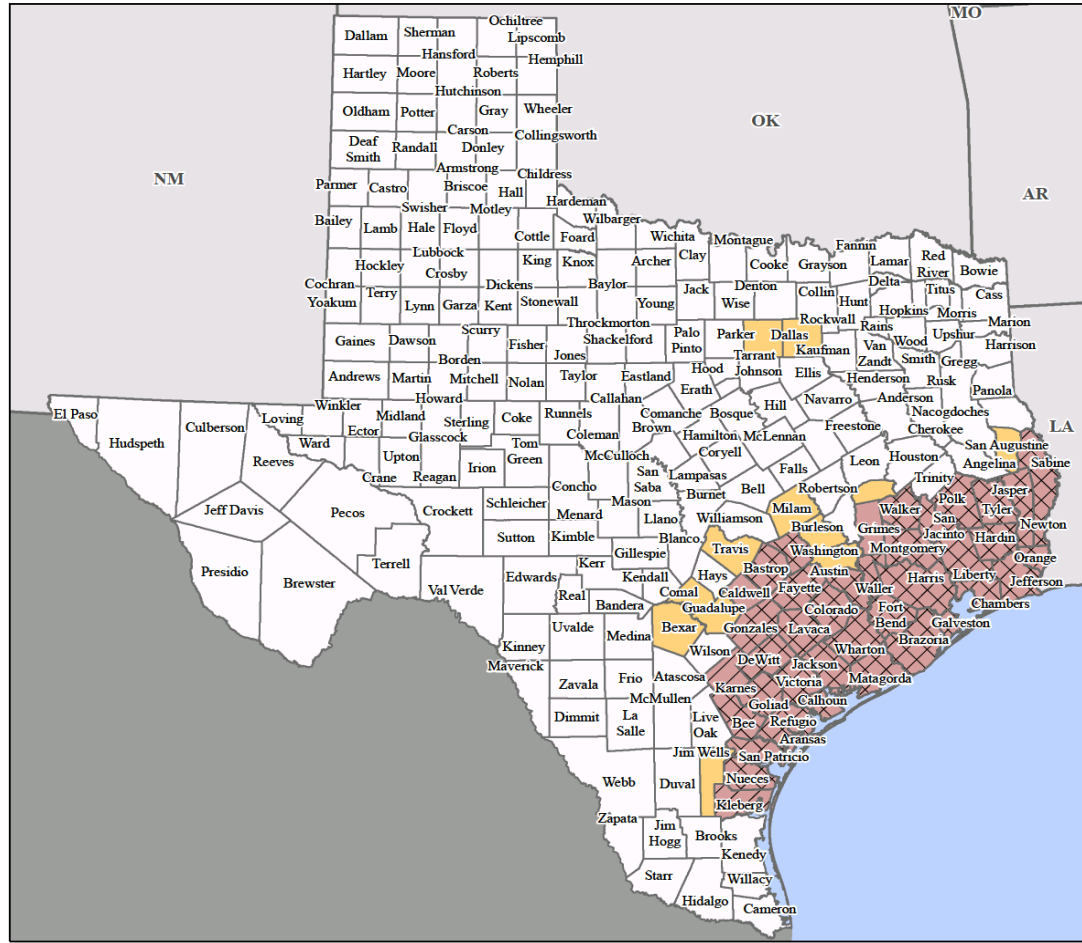 MO
Ochiltree
Dallam
Sherman
Lipscomb
Hansford
Hemphill
Hartley
Moore
Roberts
Hutchinson
Oldham
Potter
Gray
Wheeler
OK
Carson
Collingsworth
Deaf
Smith
Randall
Donley
Armstrong
NM
Childress
Parmer
Castro
Briscoe
Hall
AR
Hardeman
Swisher
Motley
Wilbarger
Bailey
Lamb
Hale
Floyd
Cottle
Foard
Wichita
Montague
Fannin
Lubbock
King
Knox
Archer
Clay
Cooke
Grayson
Lamar
Red
River
Bowie
Hockley
Crosby
Cochran
Dickens
Baylor
Jack
Denton
Collin
Delta
Titus
Cass
Yoakum
Terry
Lynn
Garza
Kent
Stonewall
Young
Wise
Hunt
Hopkins
Morris
Rockwall
Marion
Throckmorton
Scurry
Gaines
Dawson
Fisher
Shackelford
Palo
Pinto
Parker
Dallas
Rains
Wood
Upshur
Harrison
Kaufman
Van
Zandt
Borden
Jones
Tarrant
Smith
Gregg
Andrews
Martin
Mitchell
Nolan
Taylor
Eastland
Hood
Johnson
Ellis
Henderson
Rusk
Panola
Erath
Howard
Callahan
Navarro
Anderson
El Paso
Loving
Winkler
Midland
Sterling
Coke
Runnels
Comanche
Bosque
Hill
Nacogdoches
Hudspeth
Culberson
Ector
Glasscock
Coleman
Brown
Freestone
Cherokee
LA
Ward
Tom
Green
Hamilton
McLennan
San Augustine
Reeves
Upton
Irion
McCulloch
Coryell
Leon
Houston
Angelina
Sabine
Crane
Reagan
Concho
San
Saba
Lampasas
Falls
Trinity
Schleicher
Mason
Burnet
Bell
Robertson
Polk
Jasper
Jeff Davis
Pecos
Crockett
Menard
Llano
Milam
Walker
San
Jacinto
Tyler
Williamson
Burleson
Grimes
Newton
Sutton
Kimble
Blanco
Travis
Washington
Montgomery
Hardin
Presidio
Terrell
Gillespie
Orange
Kerr
Bastrop
Austin
Brewster
Edwards
Kendall
Hays
Harris
Liberty
Jefferson
Val Verde
Real
Comal
Caldwell
Fayette
Waller
Bandera
Guadalupe
Colorado
Fort
Bend
Chambers
Uvalde
Bexar
Gonzales
Lavaca
Galveston
Kinney
Medina
Wilson
Wharton
Brazoria
Maverick
DeWitt
Jackson
Zavala
Frio
Atascosa
Karnes
Victoria
Matagorda
McMullen
Goliad
Calhoun
Dimmit
La
Salle
Live
Oak
Bee
Refugio
Aransas
Jim Wells
San Patricio
Webb
Duval
Nueces
Kleberg
Zapata
Jim
Hogg
Brooks
Kenedy
Starr
Willacy
Hidalgo
Cameron